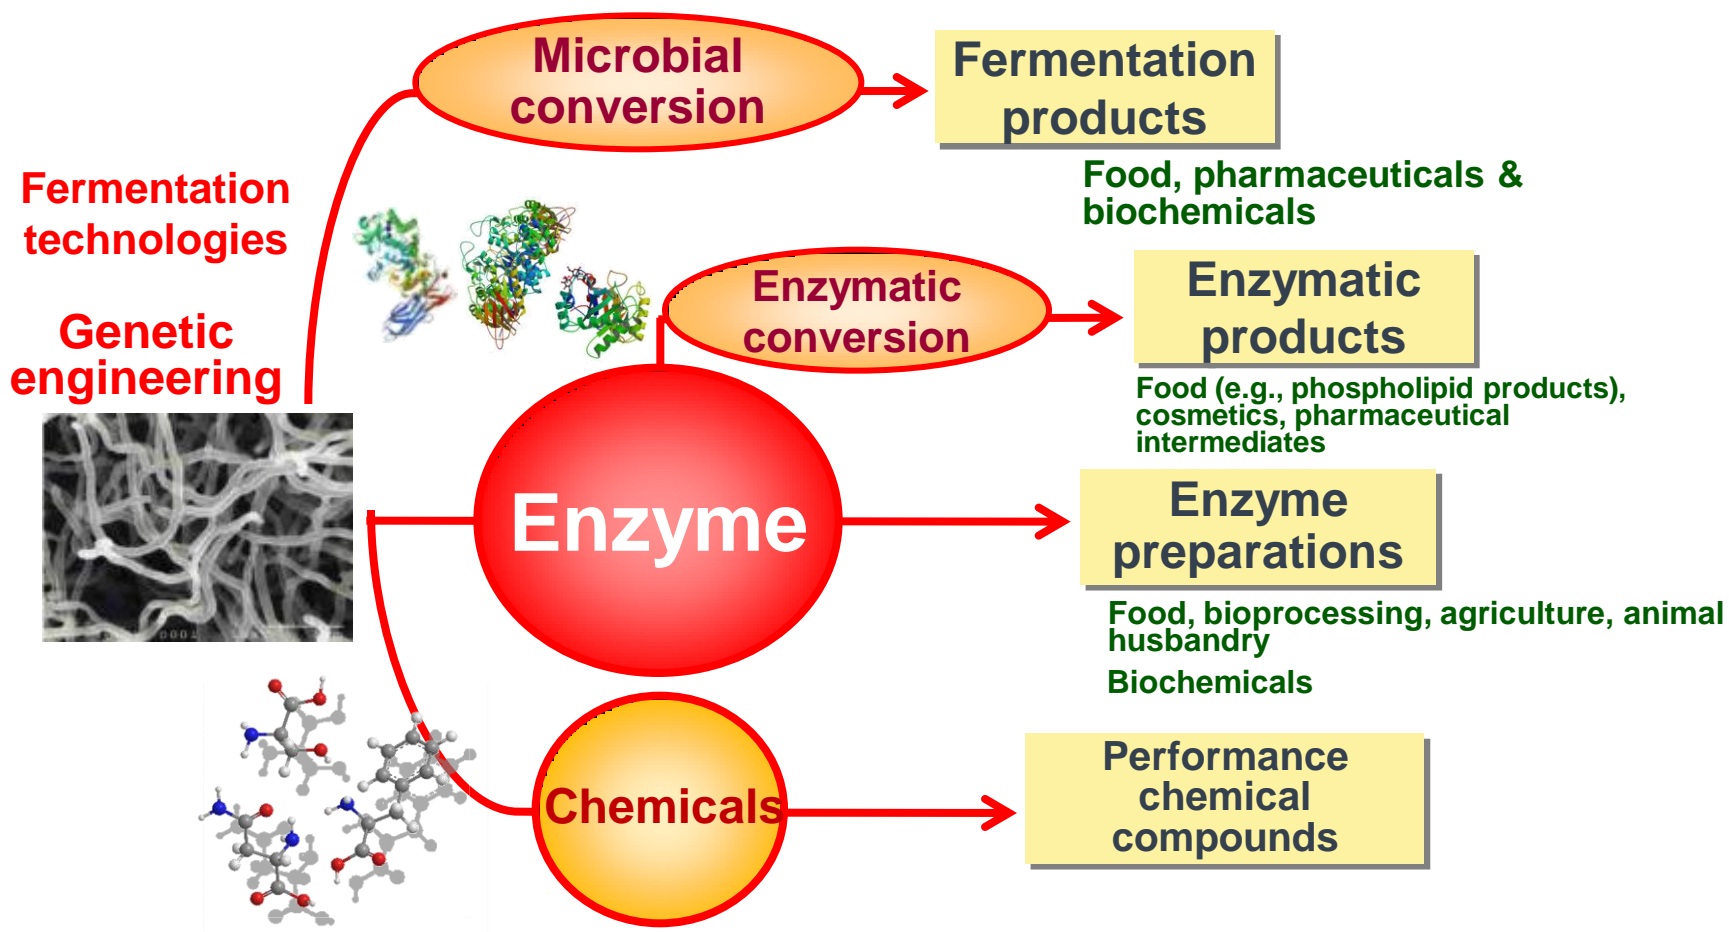 Microbial
conversion
Fermentation
products
Food, pharmaceuticals &
biochemicals
Fermentation
technologies
Genetic
engineering
Enzymatic
conversion
Enzymatic
products
Food (e.g., phospholipid products),
cosmetics, pharmaceutical
intermediates
Enzyme
Enzyme
preparations
Food, bioprocessing, agriculture, animal
husbandry
Biochemicals
Chemicals
Performance
chemical
compounds